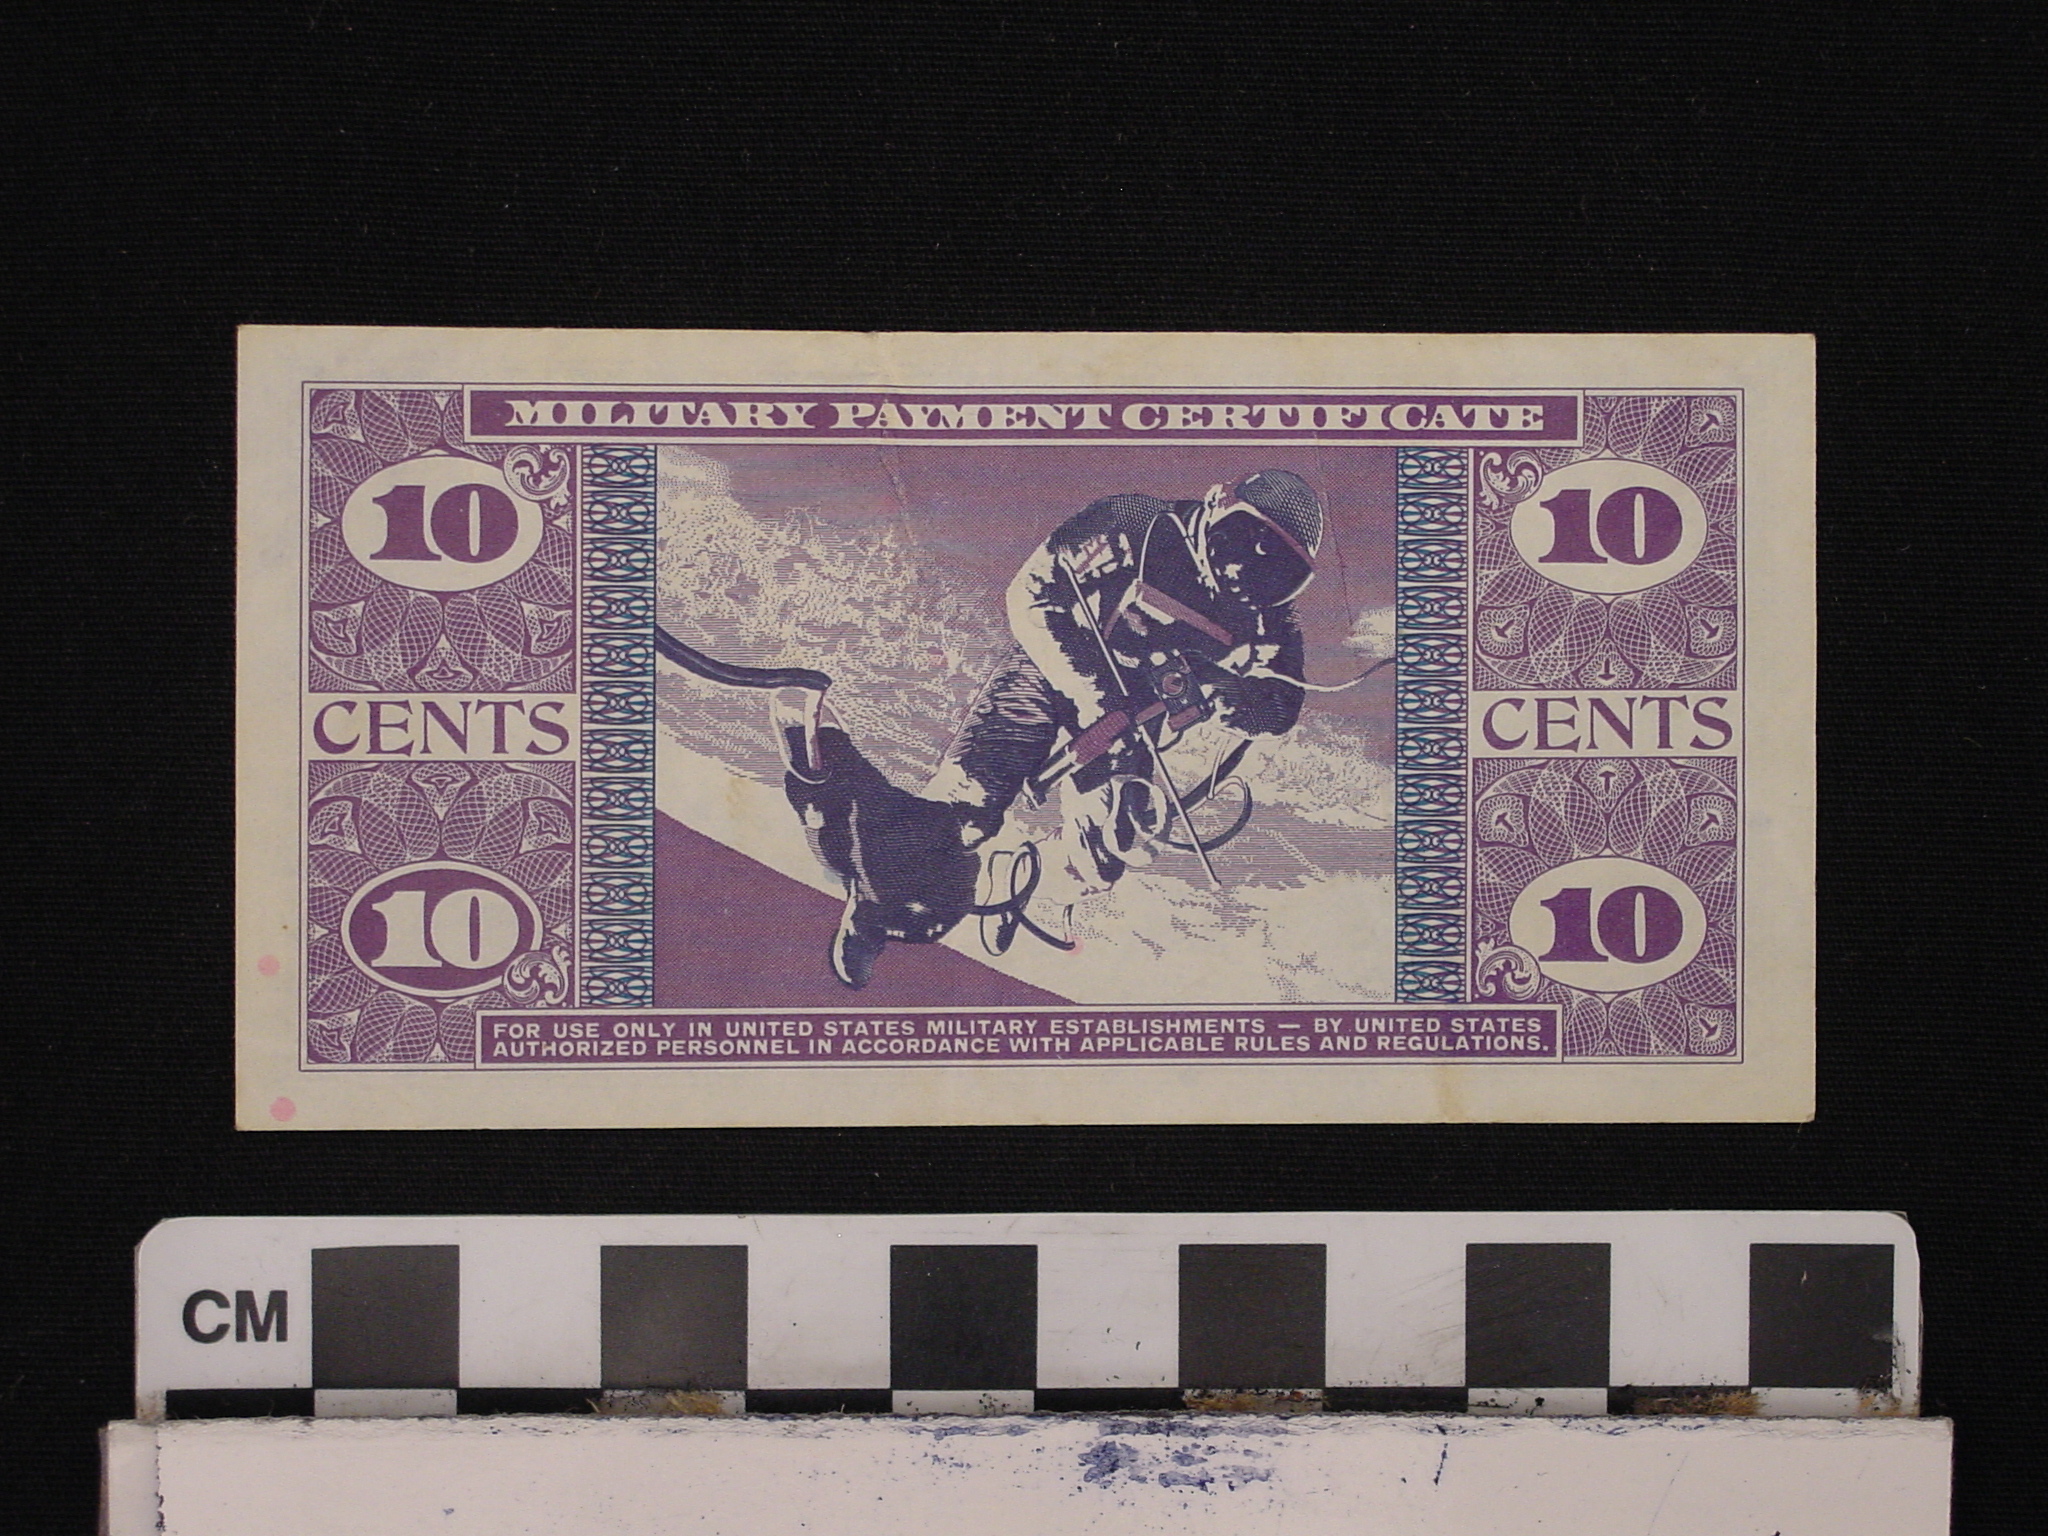 MILITARY PAYMENT CERTIFICATE
10 10
CENTS CENTS
10 10
FOR USE ONLY IN UNITED STATES MILITARY ESTABLISHMENTS — BY UNITED STATES
AUTHORIZED PERSONNEL IN ACCORDANCE WITH APPLICABLE RULES AND REGULATIONS.
CM